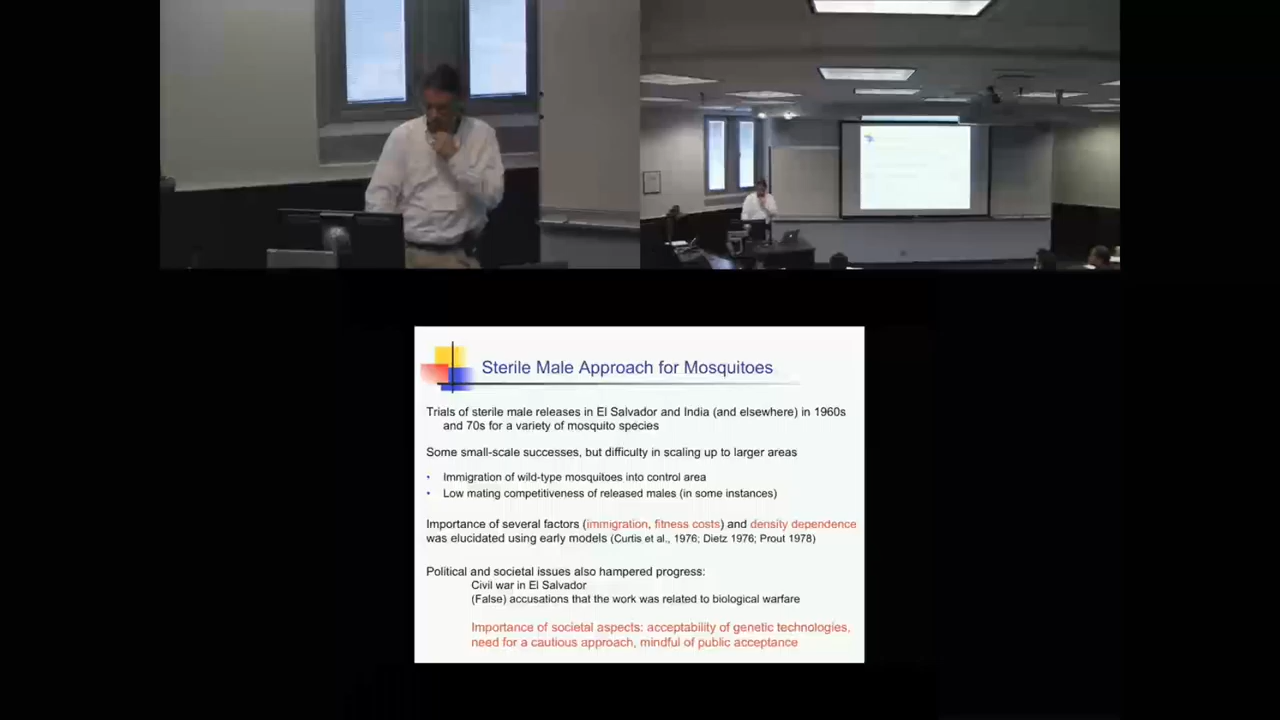 Sterile Male Approach for Mosquitoes
Trials of sterile male releases in El Salvador and India (and elsewhere) in 1960s
and 70s for a variety of mosquito species
Some small-scale successes, but difficulty in scaling up to larger areas
• Immigration of wild-type mosquitoes into control area
• Low mating competitiveness of released males (in some instances)
Importance of several factors (immigration, fitness costs) and density dependence
was elucidated using early models (Curtis et al., 1976; Dietz 1976; Prout 1978)
Political and societal issues also hampered progress:
Civil war in El Salvador
(False) accusations that the work was related to biological warfare
Importance of societal aspects: acceptability of genetic technologies,
need for a cautious approach, mindful of public acceptance